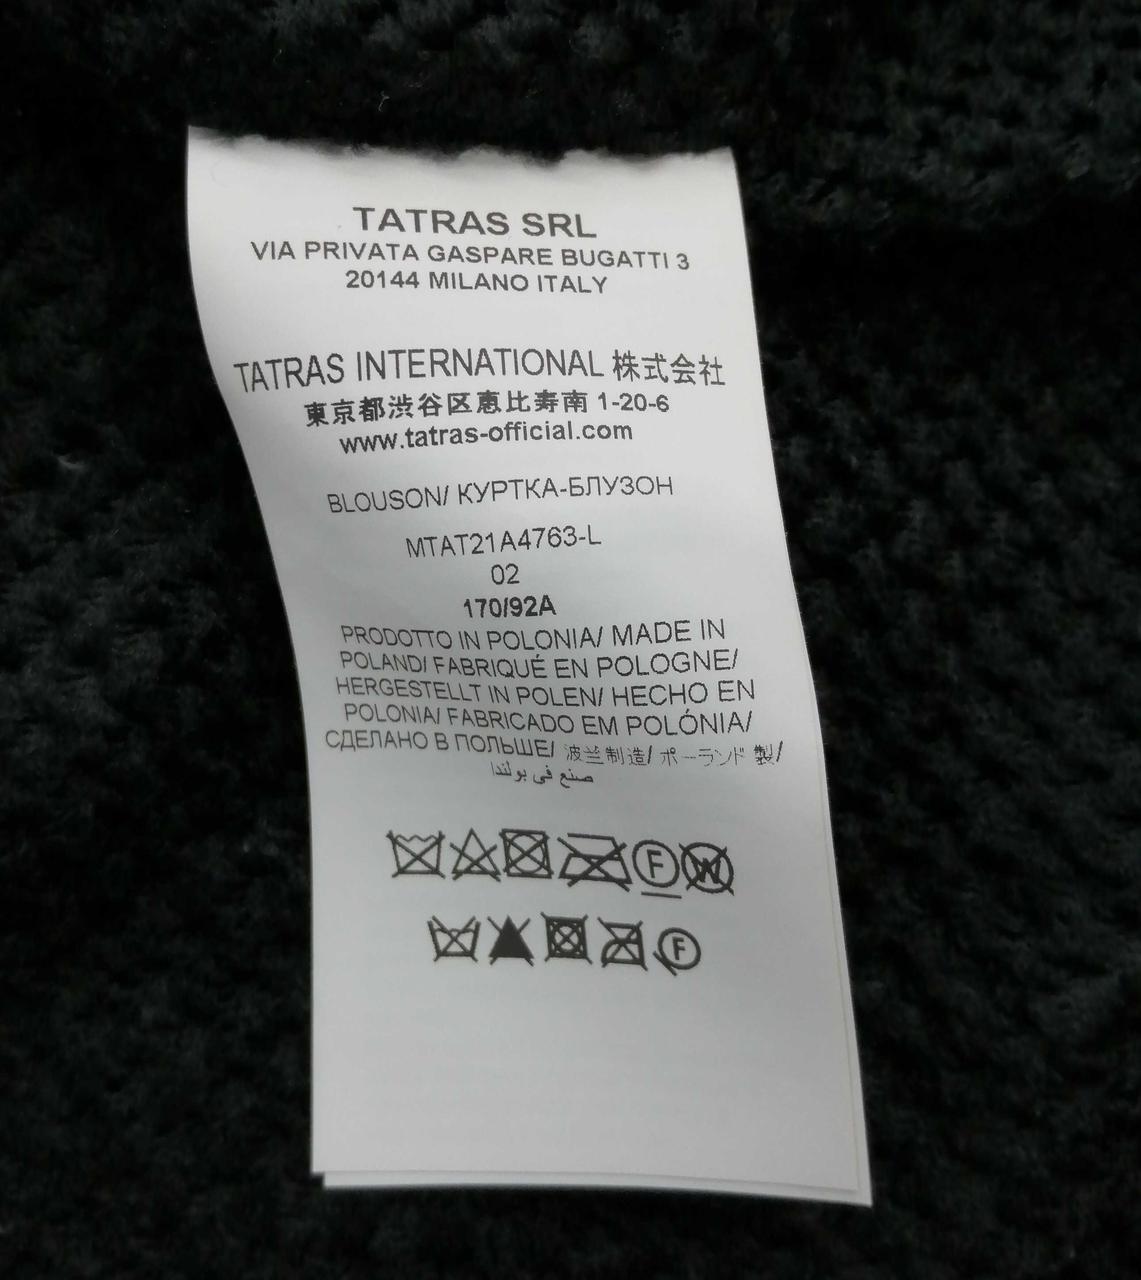 TATRAS SRL
VIA PRIVATA GASPARE BUGATTI 3
20144 MILANO ITALY
TATRAS INTERNATIONAL 株式会社
東京都渋谷区恵比寿南 1-20-6
www.tatras-official.com
BLOUSON/ КУРТКА-БЛУЗОН
MTAT21A4763-L
02
170/92A
PRODOTTO IN POLONIA/ MADE IN
POLAND/ FABRIQUÉ EN POLOGNE/
HERGESTELLT IN POLEN/ HECHO EN
POLONIA/ FABRICADO EM POLÓNIA/
СДЕЛАНО В ПОЛЬШЕ/ 波兰制造/ ポーランド 製/
صنع في بولندا
F W
F